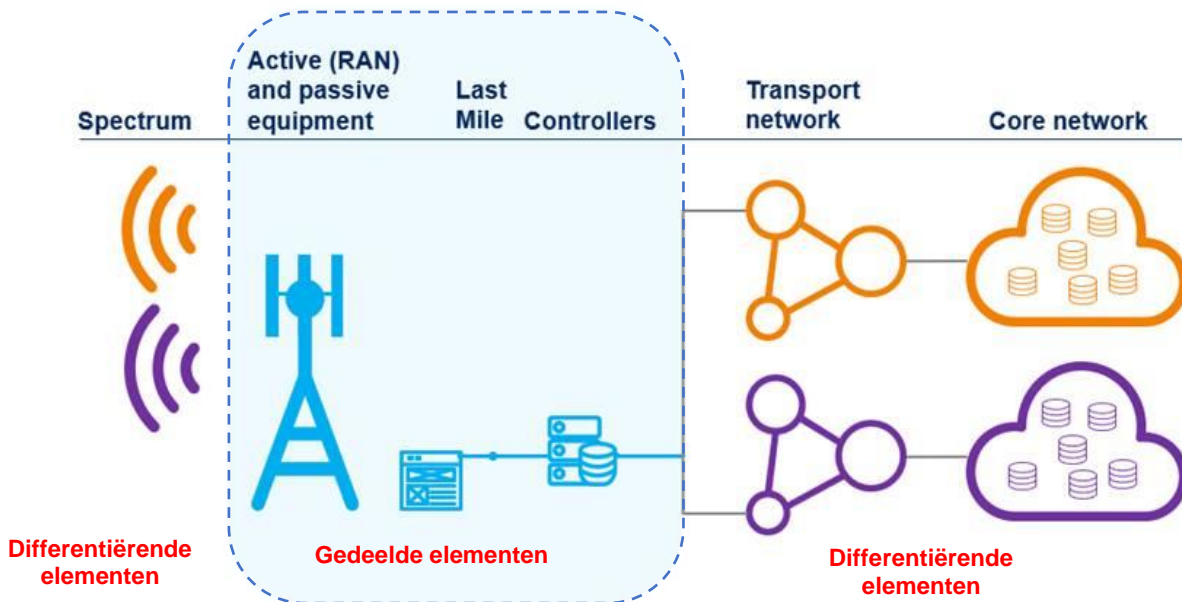 Spectrum
Active (RAN)
and passive
equipment
Last
Mile
Controllers
Transport
network
Core network
Differentiërende
elementen
Gedeelde elementen
Differentiërende
elementen